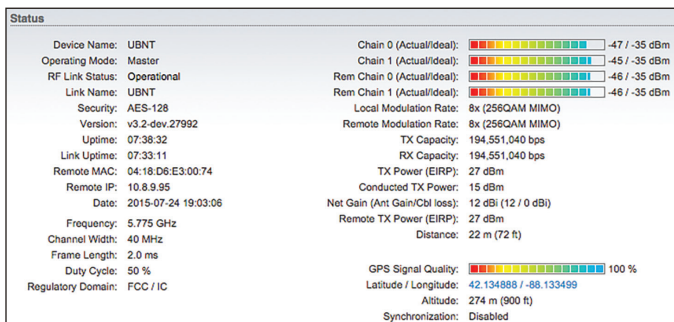 Status
Device Name: UBNT
Operating Mode: Master
RF Link Status: Operational
Link Name: UBNT
Security: AES-128
Version: v3.2-dev.27992
Uptime: 07:38:32
Link Uptime: 07:33:11
Remote MAC: 04:18:D6:E3:00:74
Remote IP: 10.8.9.95
Date: 2015-07-24 19:03:06
Frequency: 5.775 GHz
Channel Width: 40 MHz
Frame Length: 2.0 ms
Duty Cycle: 50 %
Regulatory Domain: FCC / IC
Chain 0 (Actual/Ideal): -47 / -35 dBm
Chain 1 (Actual/Ideal): -45 / -35 dBm
Rem Chain 0 (Actual/Ideal): -46 / -35 dBm
Rem Chain 1 (Actual/Ideal): -46 / -35 dBm
Local Modulation Rate: 8x (256QAM MIMO)
Remote Modulation Rate: 8x (256QAM MIMO)
TX Capacity: 194,551,040 bps
RX Capacity: 194,551,040 bps
TX Power (EIRP): 27 dBm
Conducted TX Power: 15 dBm
Net Gain (Ant Gain/Cbl loss): 12 dBi (12 / 0 dBi)
Remote TX Power (EIRP): 27 dBm
Distance: 22 m (72 ft)
GPS Signal Quality: 100 %
Latitude / Longitude: 42.134888 / -88.133499
Altitude: 274 m (900 ft)
Synchronization: Disabled